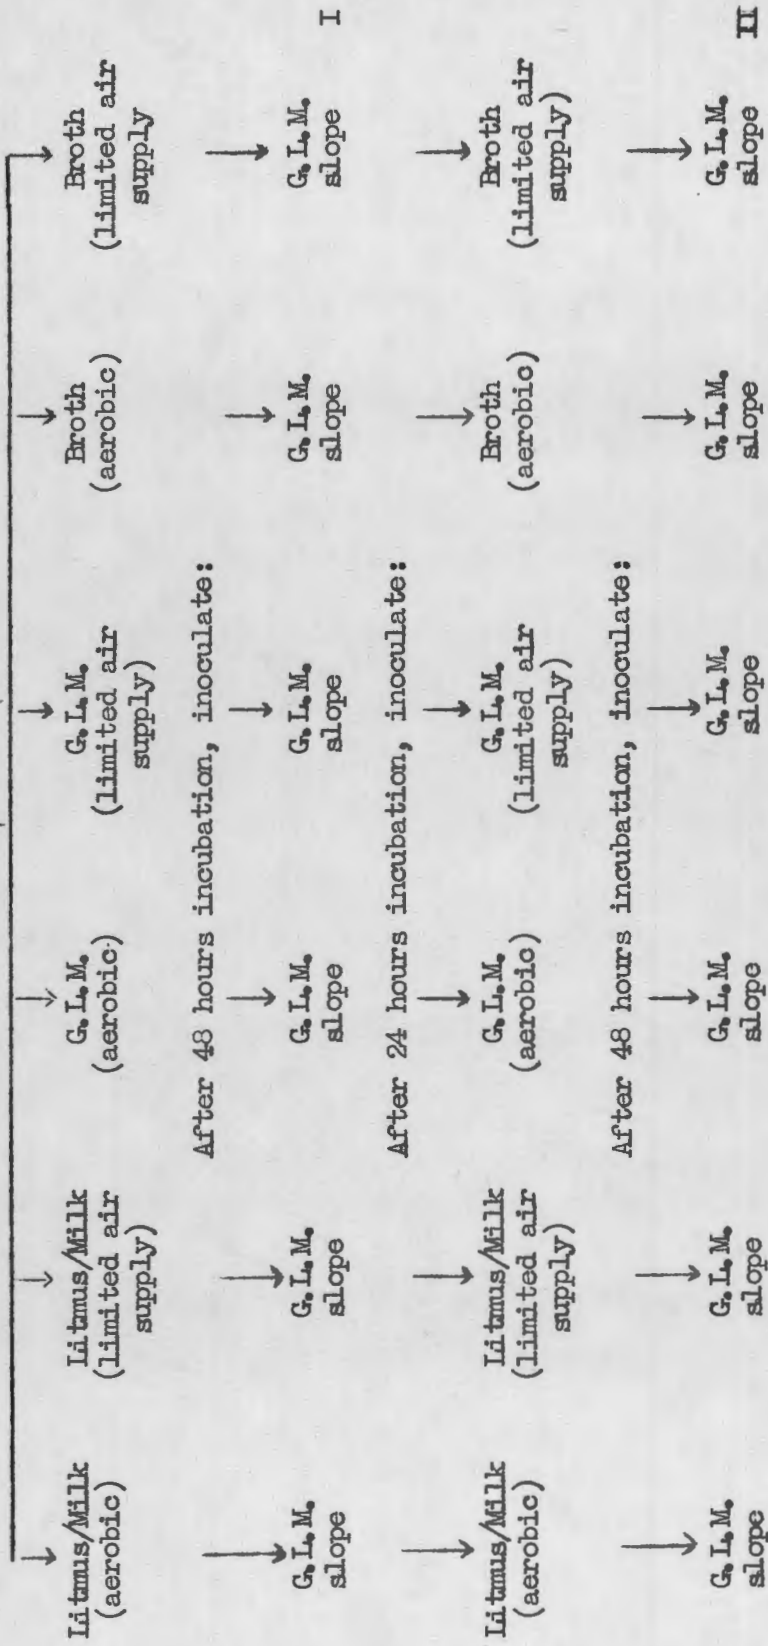 Litmus/Milk
(aerobic)
Litmus/Milk
(limited air
supply)
G.L.M.
(aerobic)
G.L.M.
(limited air
supply)
Broth
(aerobic)
Broth
(limited air
supply
After 48 hours incubation, inoculate:
G.L.M.
slope
G.L.M.
slope
G.L.M.
slope
G.L.M.
slope
G.L.M.
slope
G.L.M.
slope
I
After 24 hours incubation, inoculate:
Litmus/Milk
(aerobic)
Litmus/Milk
(limited air
supply)
G.L.M.
(aerobic)
G.L.M.
(limited air
supply)
Broth
(aerobic)
Broth
(limited air
supply)
After 48 hours incubation, inoculate:
G.L.M.
slope
G.L.M.
slope
G.L.M.
slope
G.L.M.
slope
G.L.M.
slope
G.L.M.
slope
II